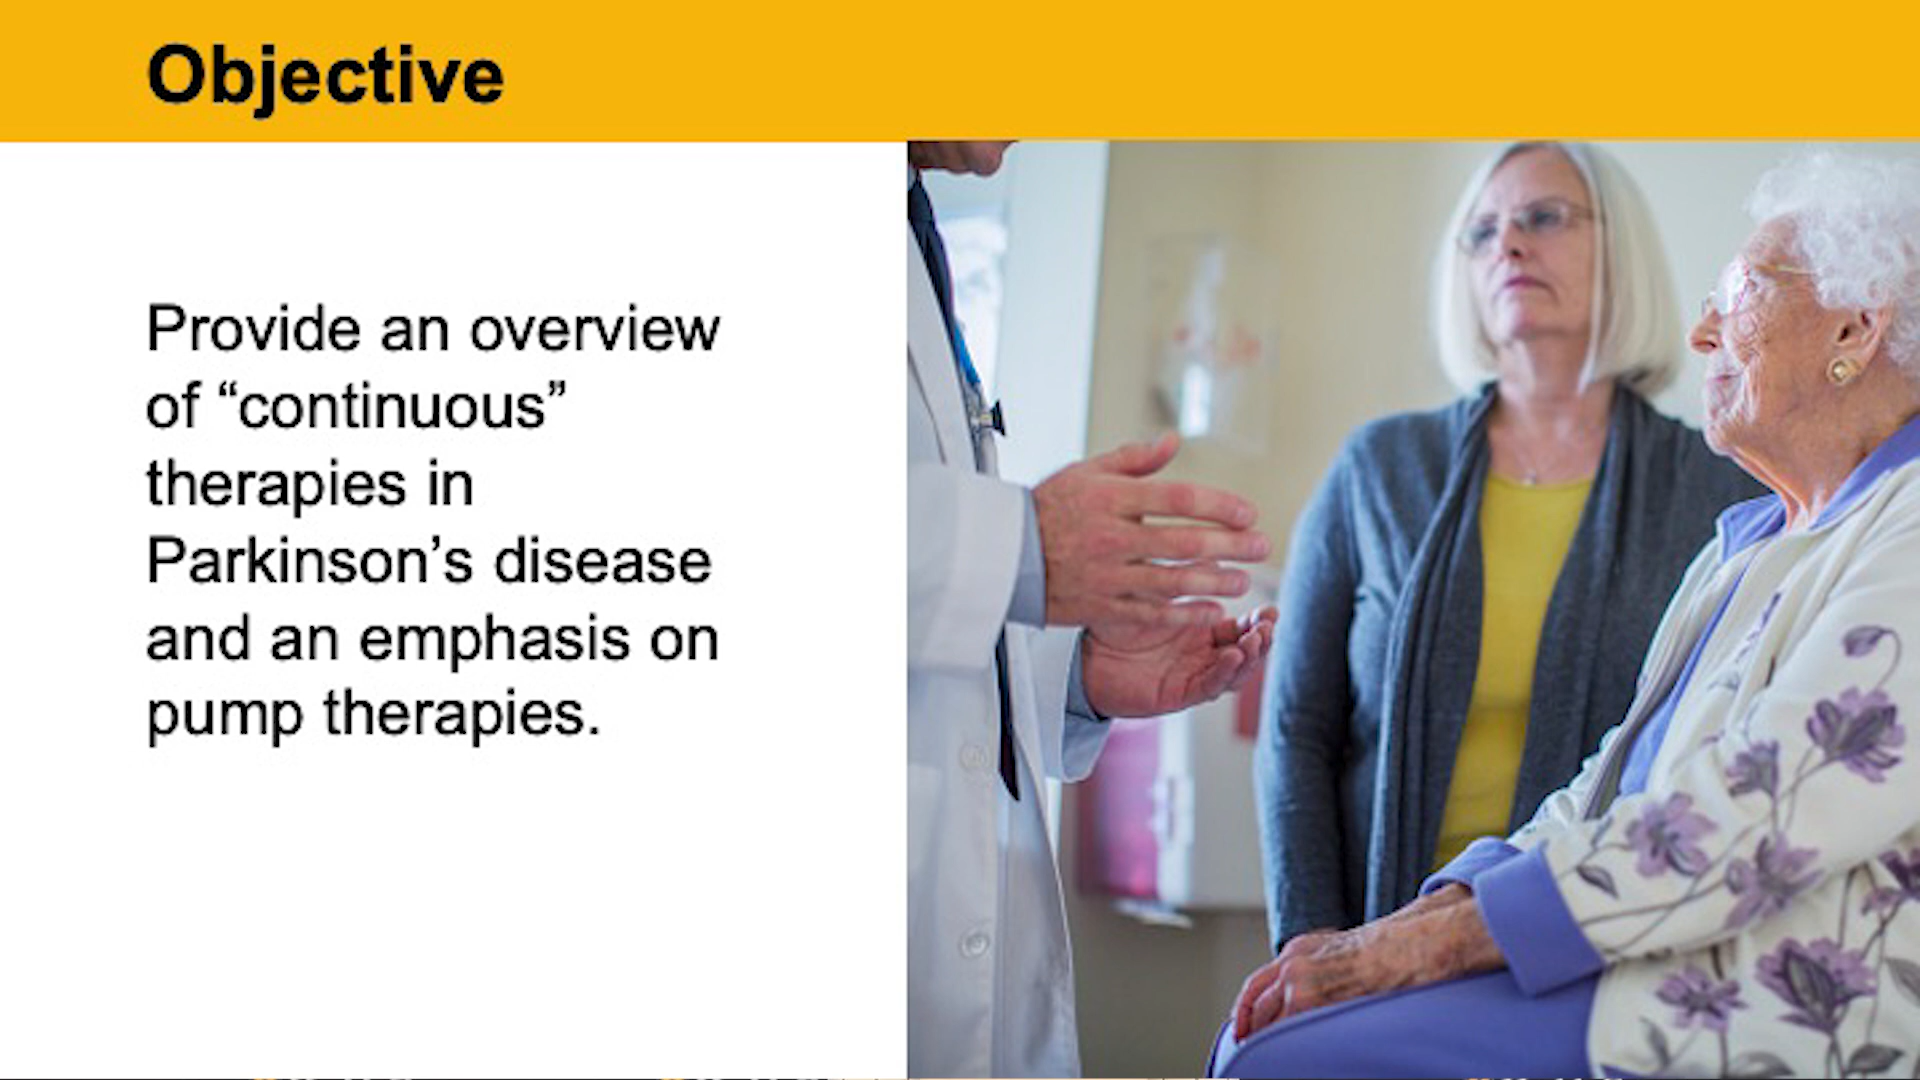 Objective
Provide an overview
of “continuous”
therapies in
Parkinson’s disease
and an emphasis on
pump therapies.